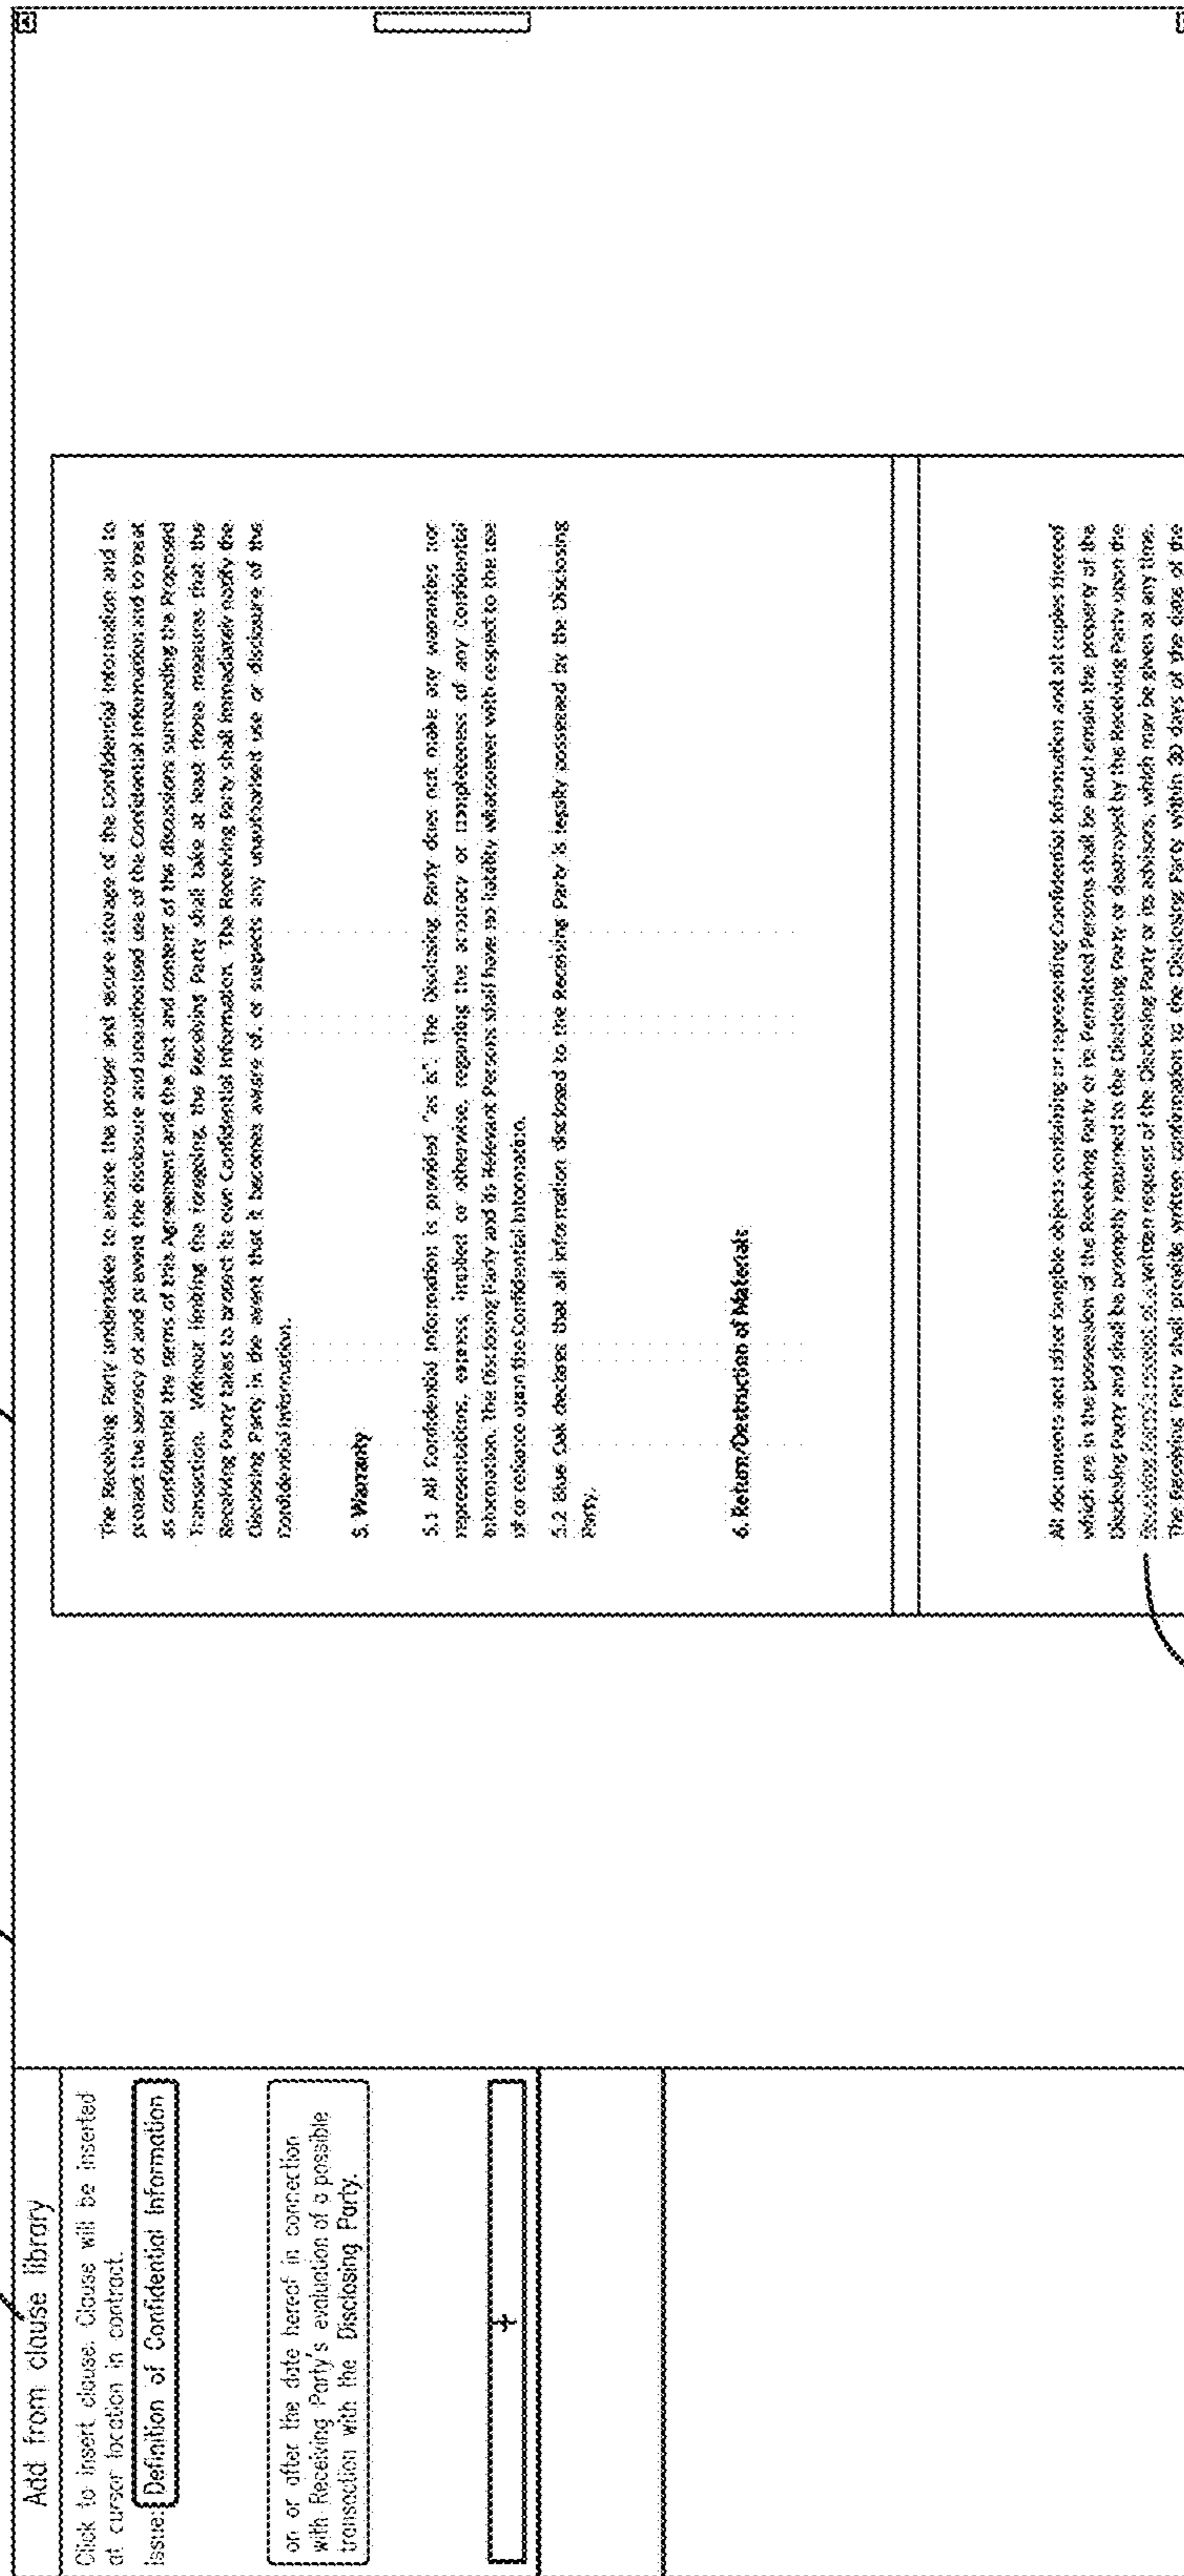 Add from clause library
Click to insert clause. Clause will be inserted
at cursor location in contract.
Issue: Definition of Confidential Information
on or after the date hereof in connection
with Receiving Party's evaluation of a possible
transaction with the Disclosing Party.
+
The Receiving Party undertakes to ensure the proper and secure storage of the Confidential Information and to
protect the secrecy of and prevent the disclosure and unauthorised use of the Confidential Information and to treat
as confidential the terms of this Agreement and the fact and content of the discussions surrounding the Proposed
Transaction. Without limiting the foregoing, the Receiving Party shall take at least those measures that the
Receiving Party takes to protect its own Confidential Information. The Receiving Party shall immediately notify the
Disclosing Party in the event that it becomes aware of, or suspects any unauthorised use or disclosure of the
Confidential Information.
5. Warranty
5.1 All Confidential Information is provided "as is". The Disclosing Party does not make any warranties nor
representations, express, implied or otherwise, regarding the accuracy or completeness of any Confidential
Information. The Disclosing Party and its Relevant Persons shall have no liability whatsoever with respect to the use
of or reliance upon the Confidential Information.
5.2 Blue Oak declares that all information disclosed to the Receiving Party is legally possessed by the Disclosing
Party.
6. Return/Destruction of Materials
All documents and other tangible objects containing or representing Confidential Information and all copies thereof
which are in the possession of the Receiving Party or its Permitted Persons shall be and remain the property of the
Disclosing Party and shall be promptly returned to the Disclosing Party or destroyed by the Receiving Party upon the
Receiving Party's receipt of a written request of the Disclosing Party or its advisors, which may be given at any time.
The Receiving Party shall provide written confirmation to the Disclosing Party within 30 days of the date of the